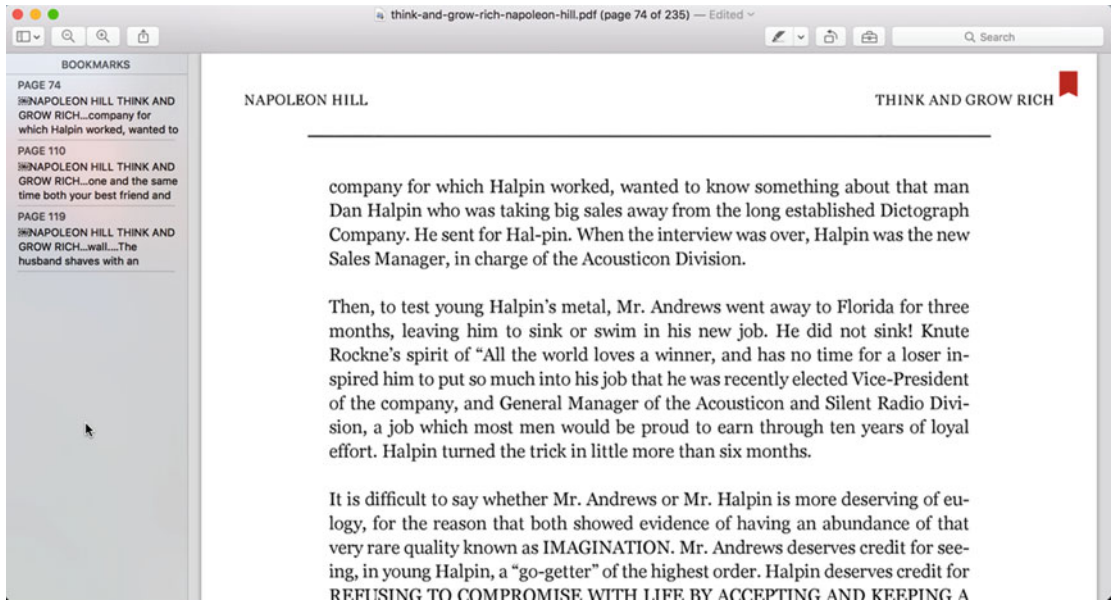 think-and-grow-rich-napoleon-hill.pdf (page 74 of 235) — Edited
Search
BOOKMARKS
PAGE 74
NAPOLEON HILL THINK AND
GROW RICH...company for
which Halpin worked, wanted to
PAGE 110
NAPOLEON HILL THINK AND
GROW RICH...one and the same
time both your best friend and
PAGE 119
NAPOLEON HILL THINK AND
GROW RICH...wall....The
husband shaves with an
NAPOLEON HILL THINK AND GROW RICH
company for which Halpin worked, wanted to know something about that man
Dan Halpin who was taking big sales away from the long established Dictograph
Company. He sent for Hal-pin. When the interview was over, Halpin was the new
Sales Manager, in charge of the Acousticon Division.
Then, to test young Halpin’s metal, Mr. Andrews went away to Florida for three
months, leaving him to sink or swim in his new job. He did not sink! Knute
Rockne’s spirit of “All the world loves a winner, and has no time for a loser in-
spired him to put so much into his job that he was recently elected Vice-President
of the company, and General Manager of the Acousticon and Silent Radio Divi-
sion, a job which most men would be proud to earn through ten years of loyal
effort. Halpin turned the trick in little more than six months.
It is difficult to say whether Mr. Andrews or Mr. Halpin is more deserving of eu-
logy, for the reason that both showed evidence of having an abundance of that
very rare quality known as IMAGINATION. Mr. Andrews deserves credit for see-
ing, in young Halpin, a “go-getter” of the highest order. Halpin deserves credit for
REFUSING TO COMPROMISE WITH LIFE BY ACCEPTING AND KEEPING A